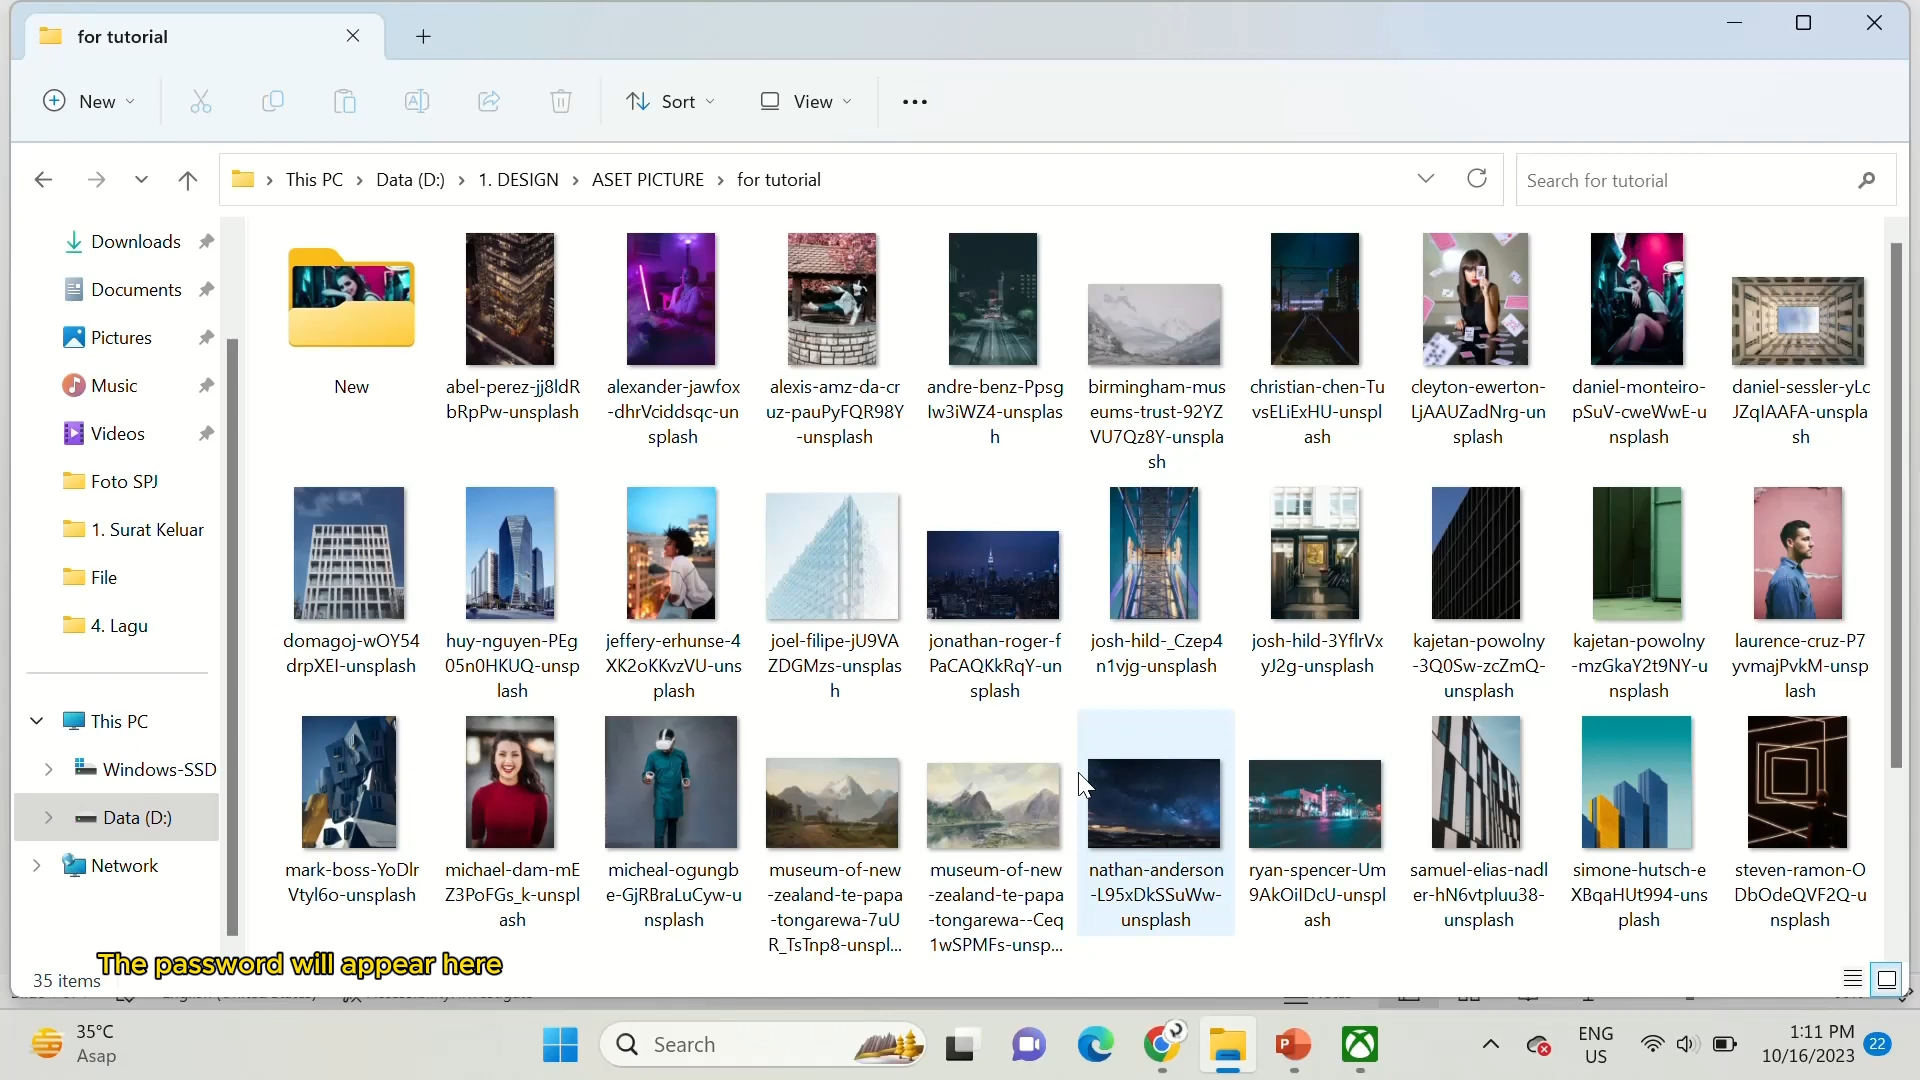 for tutorial
New
Sort
View
This PC
Data (D:)
1. DESIGN
ASET PICTURE
for tutorial
Search for tutorial
Downloads
Documents
Pictures
Music
Videos
Foto SPJ
1. Surat Keluar
File
4. Lagu
This PC
Windows-SSD
Data (D:)
Network
New
abel-perez-jj8ldR
bRpPw-unsplash
alexander-jawfox
-dhrVciddsqc-un
splash
alexis-amz-da-cr
uz-pauPyFQR98Y
-unsplash
andre-benz-Ppsg
Iw3iWZ4-unsplas
h
birmingham-mus
eums-trust-92YZ
VU7Qz8Y-unspla
sh
christian-chen-Tu
vsELiExHU-unspl
ash
cleyton-ewerton-
LjAAUZadNrg-un
splash
daniel-monteiro-
pSuV-cweWwE-u
nsplash
daniel-sessler-yLc
JZqIAAFA-unspla
sh
domagoj-wOY54
drpXEI-unsplash
huy-nguyen-PEg
05n0HKUQ-unsp
lash
jeffery-erhunse-4
XK2oKKvzVU-uns
plash
joel-filipe-jU9VA
ZDGMzs-unsplas
h
jonathan-roger-f
PaCAQKkRqY-un
splash
josh-hild-_Czep4
n1vjg-unsplash
josh-hild-3YflrVx
yJ2g-unsplash
kajetan-powolny
-3Q0Sw-zcZmQ-
unsplash
kajetan-powolny
-mzGkaY2t9NY-u
nsplash
laurence-cruz-P7
yvmajPvkM-unsp
lash
mark-boss-YoDlr
Vtyl6o-unsplash
michael-dam-mE
Z3PoFGs_k-unspl
ash
micheal-ogungb
e-GjRBraLuCyw-u
nsplash
museum-of-new
-zealand-te-papa
-tongarewa-7uU
R_TsTnp8-unspl...
museum-of-new
-zealand-te-papa
-tongarewa--Ceq
1wSPMFs-unsp...
nathan-anderson
-L95xDkSSuWw-
unsplash
ryan-spencer-Um
9AkOiIDcU-unspl
ash
samuel-elias-nadl
er-hN6vtpluu38-
unsplash
simone-hutsch-e
XBqaHUt994-uns
plash
steven-ramon-O
DbOdeQVF2Q-u
nsplash
The password will appear here
35 items
35°C
Asap
Search
ENG
US
1:11 PM
10/16/2023
22